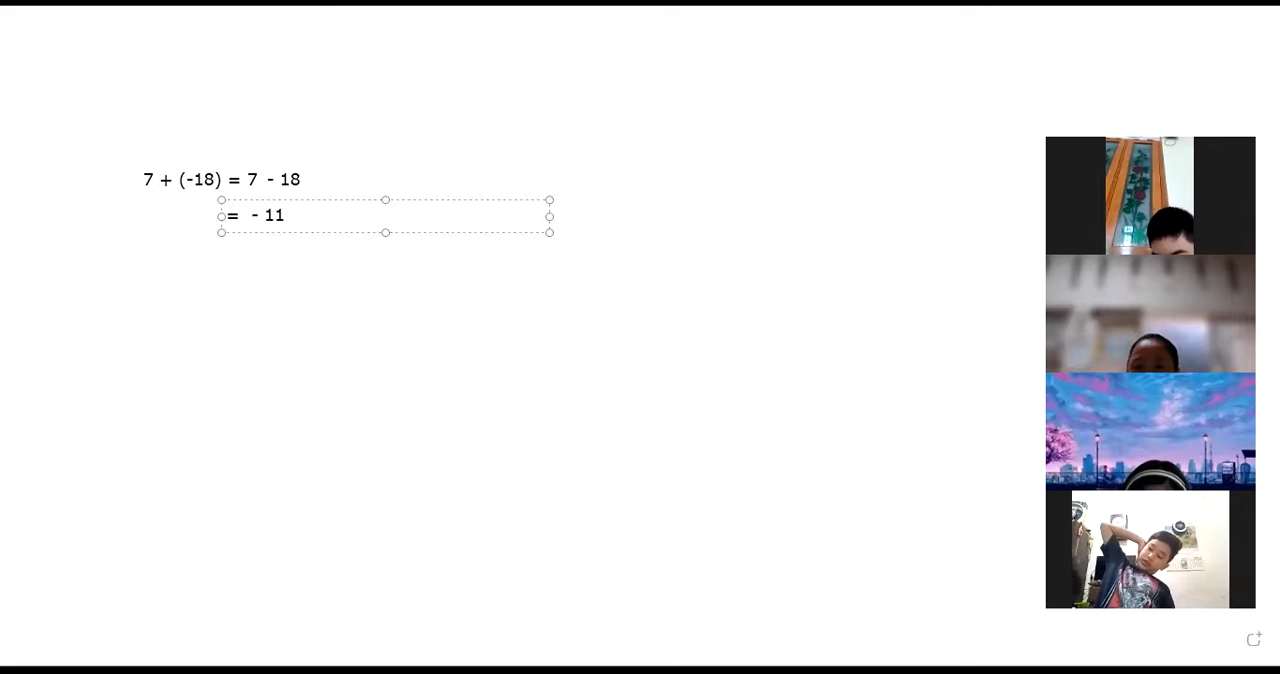 7 + (-18) = 7 - 18
= - 11